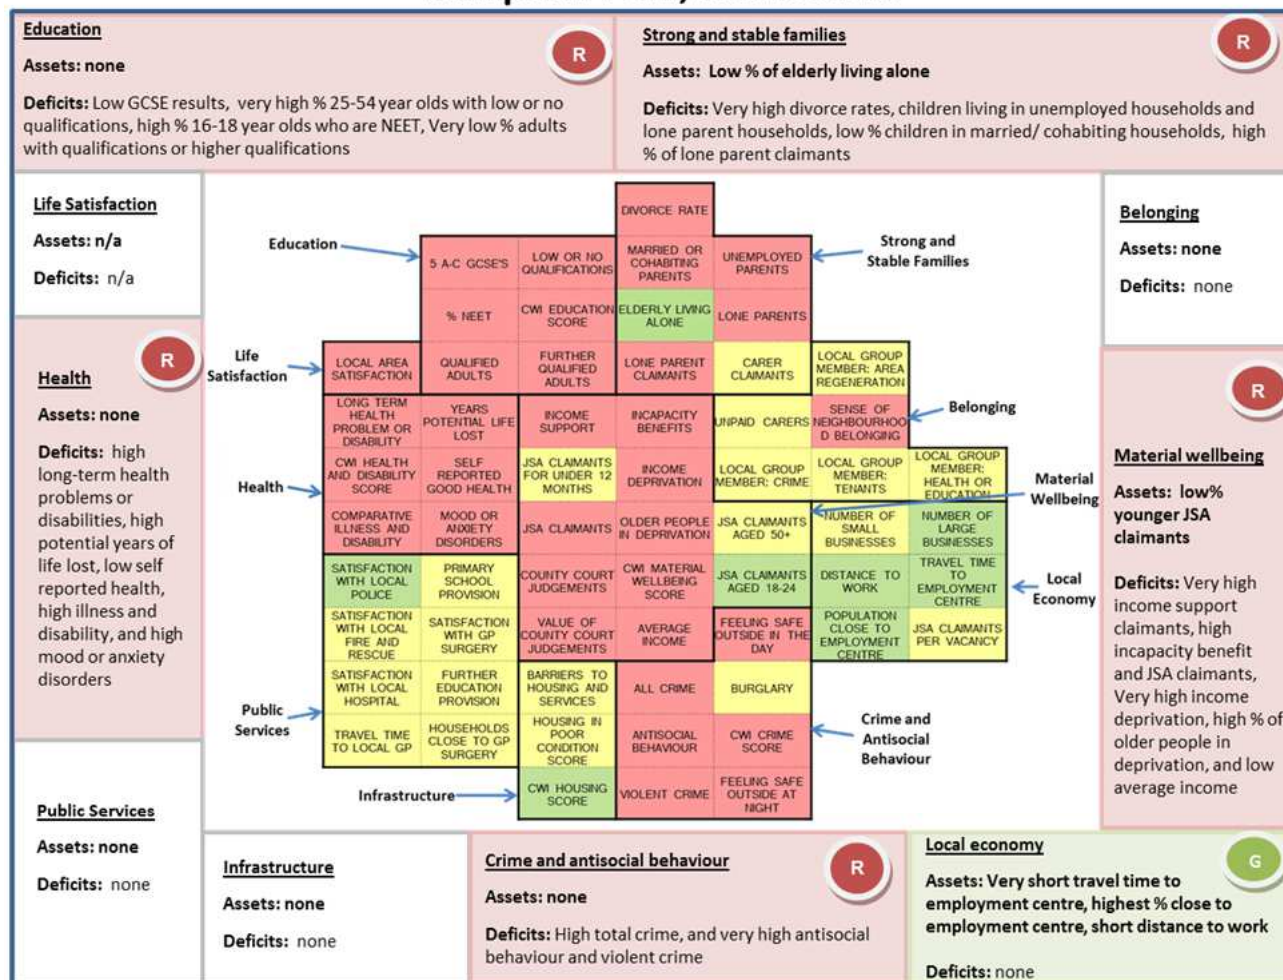 Education
R
Assets: none
Deficits: Low GCSE results, very high % 25-54 year olds with low or no
qualifications, high % 16-18 year olds who are NEET, Very low % adults
with qualifications or higher qualifications
Strong and stable families
R
Assets: Low % of elderly living alone
Deficits: Very high divorce rates, children living in unemployed households and
lone parent households, low % children in married/ cohabiting households, high
% of lone parent claimants
Life Satisfaction
Assets: n/a
Deficits: n/a
Health
R
Assets: none
Deficits: high
long-term health
problems or
disabilities, high
potential years of
life lost, low self
reported health,
high illness and
disability, and high
mood or anxiety
disorders
Public Services
Assets: none
Deficits: none
Education
Life
Satisfaction
Health
Public
Services
Infrastructure
DIVORCE RATE
5 A-C GCSE'S
LOW OR NO
QUALIFICATIONS
MARRIED OR
COHABITING
PARENTS
UNEMPLOYED
PARENTS
% NEET
CWI EDUCATION
SCORE
ELDERLY LIVING
ALONE
LONE PARENTS
LOCAL AREA
SATISFACTION
QUALIFIED
ADULTS
FURTHER
QUALIFIED
ADULTS
LONE PARENT
CLAIMANTS
CARER
CLAIMANTS
LOCAL GROUP
MEMBER: AREA
REGENERATION
LONG TERM
HEALTH
PROBLEM OR
DISABILITY
YEARS
POTENTIAL LIFE
LOST
INCOME
SUPPORT
INCAPACITY
BENEFITS
UNPAID CARERS
SENSE OF
NEIGHBOURHOO
D BELONGING
CWI HEALTH
AND DISABILITY
SCORE
SELF
REPORTED
GOOD HEALTH
JSA CLAIMANTS
FOR UNDER 12
MONTHS
INCOME
DEPRIVATION
LOCAL GROUP
MEMBER: CRIME
LOCAL GROUP
MEMBER:
TENANTS
LOCAL GROUP
MEMBER:
HEALTH OR
EDUCATION
COMPARATIVE
ILLNESS AND
DISABILITY
MOOD OR
ANXIETY
DISORDERS
JSA CLAIMANTS
OLDER PEOPLE
IN DEPRIVATION
JSA CLAIMANTS
AGED 50+
NUMBER OF
SMALL
BUSINESSES
NUMBER OF
LARGE
BUSINESSES
SATISFACTION
WITH LOCAL
POLICE
PRIMARY
SCHOOL
PROVISION
COUNTY COURT
JUDGEMENTS
CWI MATERIAL
WELLBEING
SCORE
JSA CLAIMANTS
AGED 18-24
DISTANCE TO
WORK
TRAVEL TIME
TO
EMPLOYMENT
CENTRE
SATISFACTION
WITH LOCAL
FIRE AND
RESCUE
SATISFACTION
WITH GP
SURGERY
VALUE OF
COUNTY COURT
JUDGEMENTS
AVERAGE
INCOME
FEELING SAFE
OUTSIDE IN THE
DAY
POPULATION
CLOSE TO
EMPLOYMENT
CENTRE
JSA CLAIMANTS
PER VACANCY
SATISFACTION
WITH LOCAL
HOSPITAL
FURTHER
EDUCATION
PROVISION
BARRIERS TO
HOUSING AND
SERVICES
ALL CRIME
BURGLARY
TRAVEL TIME
TO LOCAL GP
HOUSEHOLDS
CLOSE TO GP
SURGERY
HOUSING IN
POOR
CONDITION
SCORE
ANTISOCIAL
BEHAVIOUR
CWI CRIME
SCORE
CWI HOUSING
SCORE
VIOLENT CRIME
FEELING SAFE
OUTSIDE AT
NIGHT
Strong and
Stable Families
Belonging
Material
Wellbeing
Local
Economy
Crime and
Antisocial
Behaviour
Belonging
Assets: none
Deficits: none
R
Material wellbeing
Assets: low%
younger JSA
claimants
Deficits: Very high
income support
claimants, high
incapacity benefit
and JSA claimants,
Very high income
deprivation, high % of
older people in
deprivation, and low
average income
Infrastructure
Assets: none
Deficits: none
Crime and antisocial behaviour
R
Assets: none
Deficits: High total crime, and very high antisocial
behaviour and violent crime
Local economy
G
Assets: Very short travel time to
employment centre, highest % close to
employment centre, short distance to work
Deficits: none